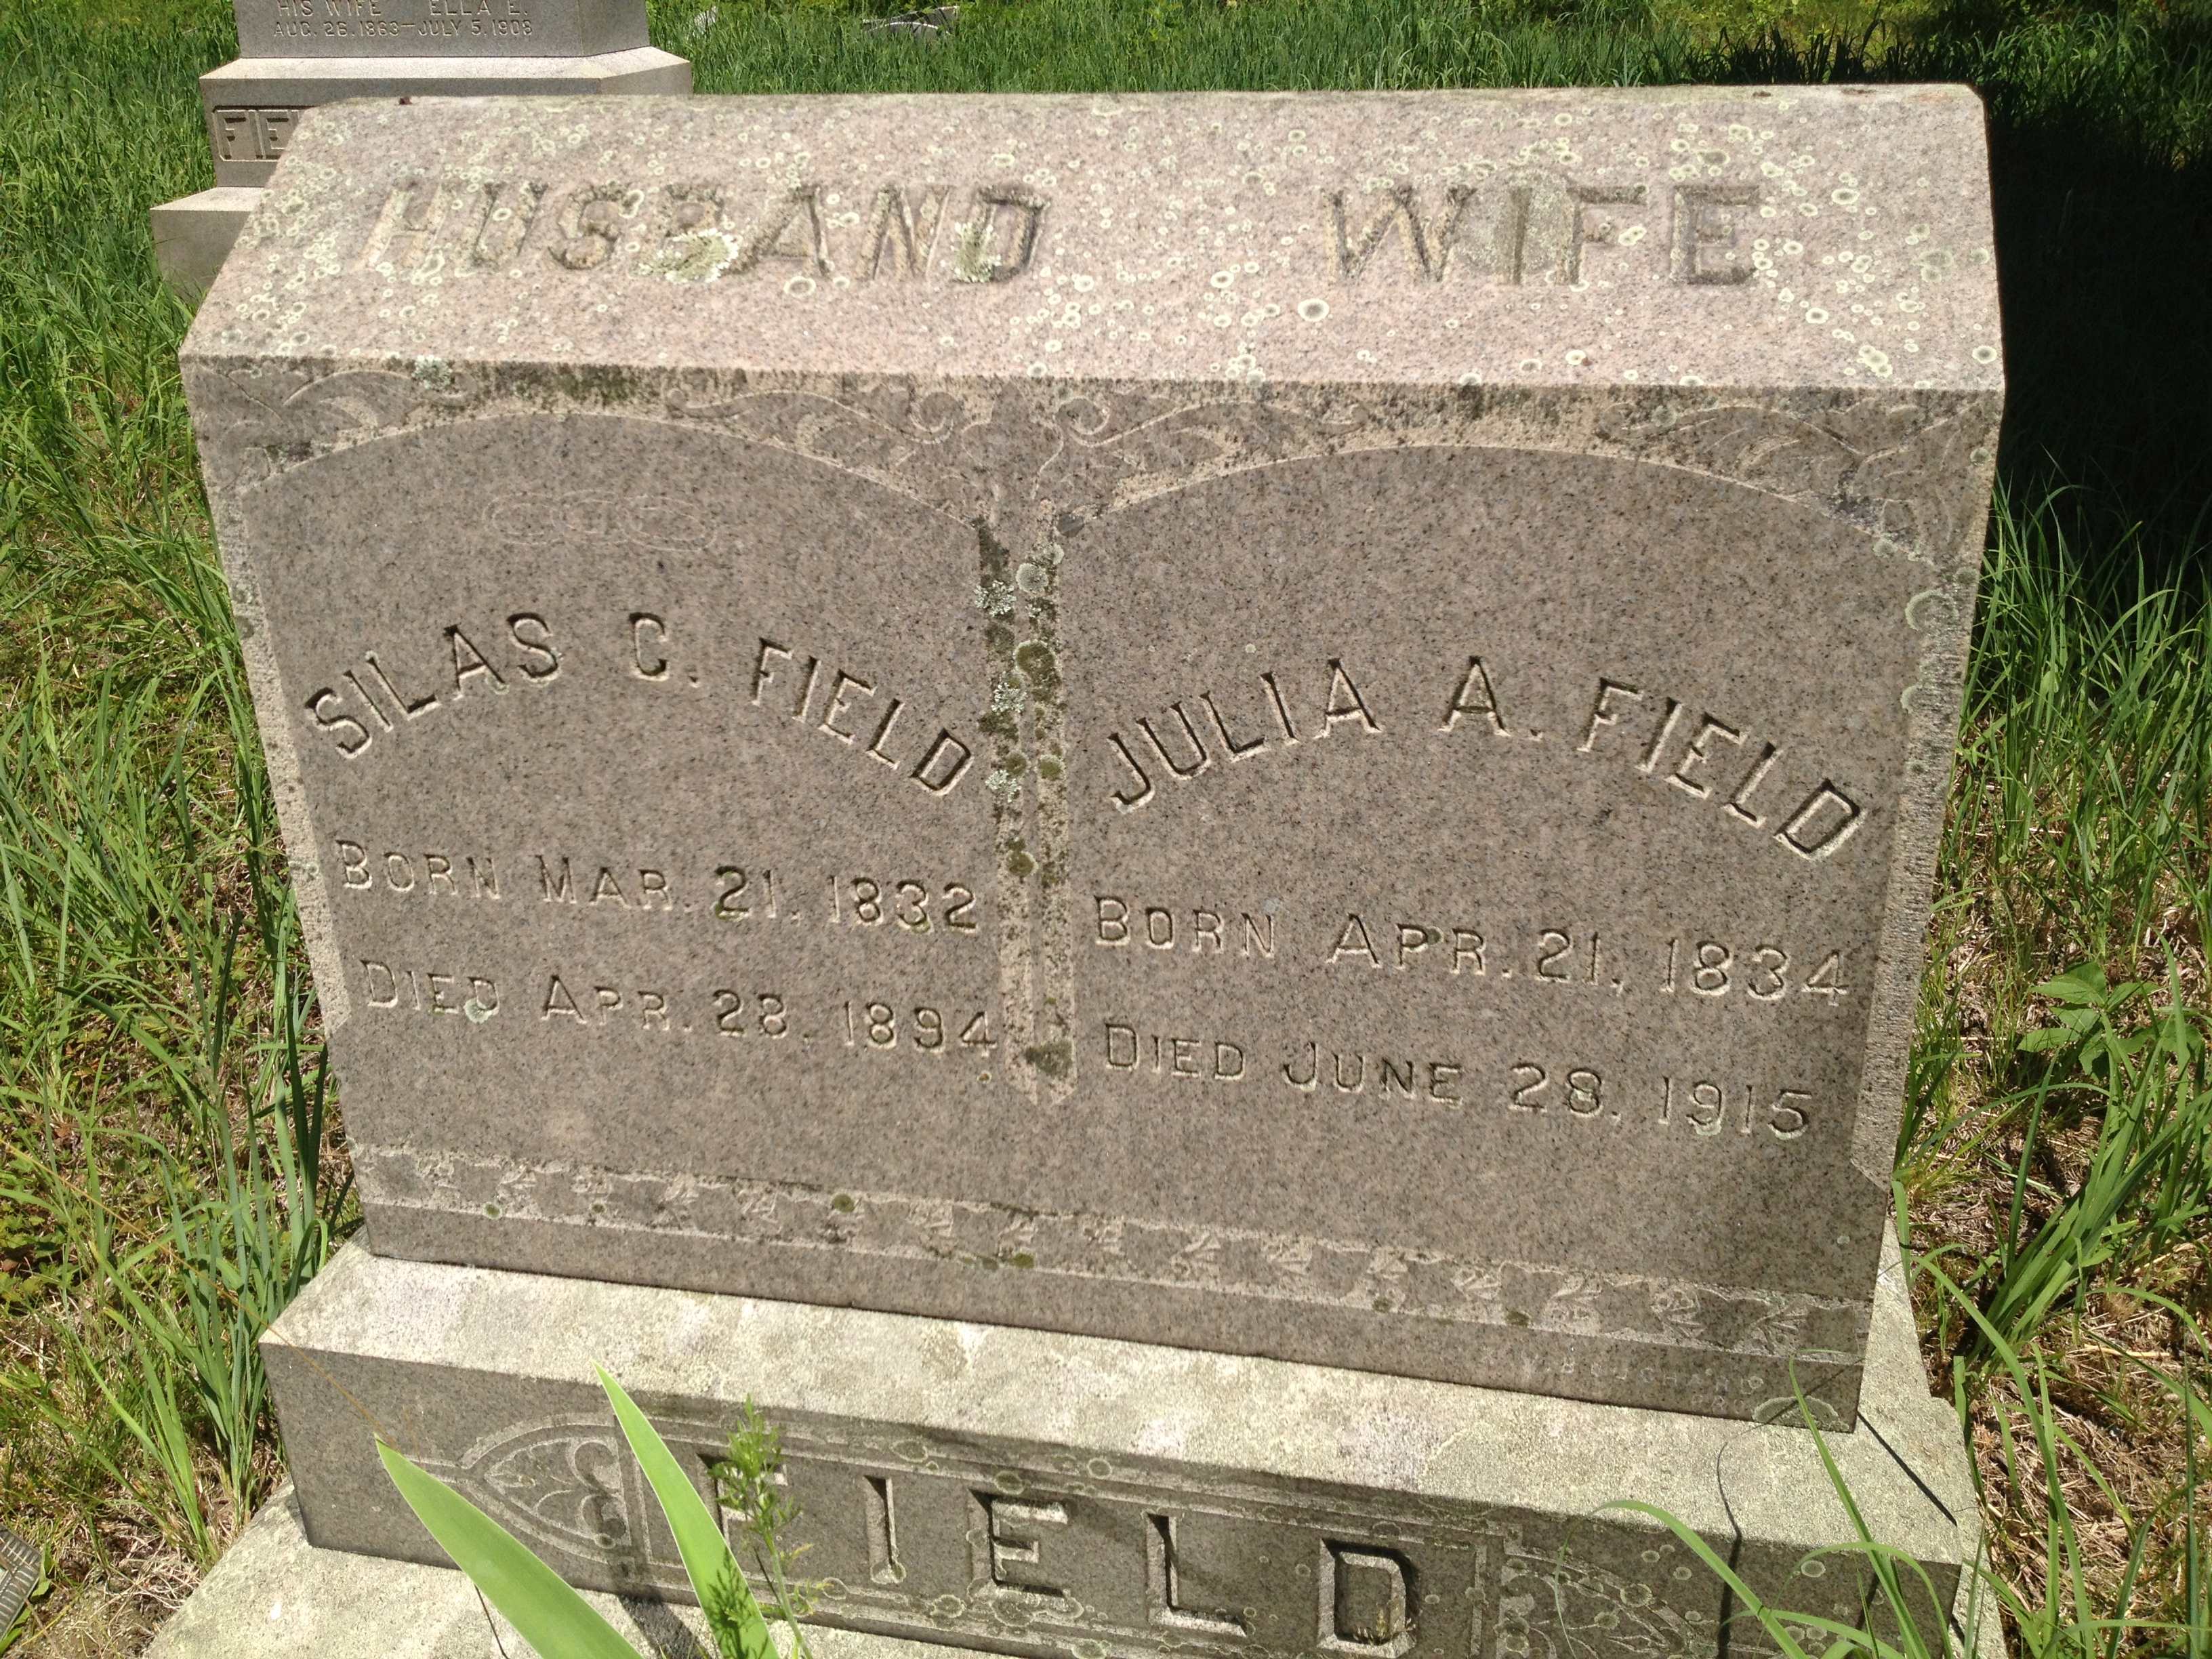 HIS WIFE ELLA E.
AUG. 26. 1863—JULY 5. 1908
HUSBAND WIFE
SILAS C. FIELD
BORN MAR. 21. 1832
DIED APR. 28. 1894
JULIA A. FIELD
BORN APR. 21, 1834
DIED JUNE 28. 1915
FIELD